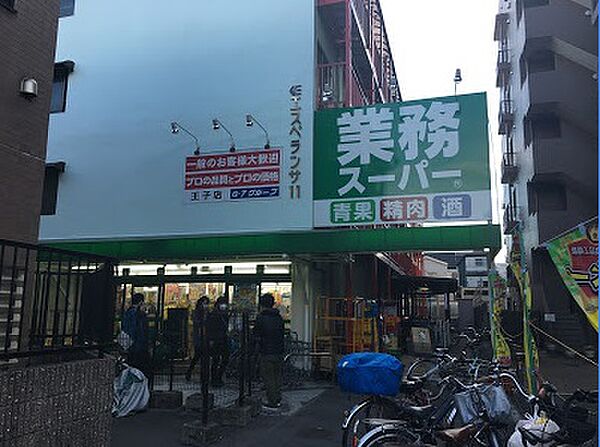 エスペランサ11
一般のお客様大歓迎
プロの品質とプロの価格
王子店
G-7グループ
業務
スーパー®
青果 精肉 酒